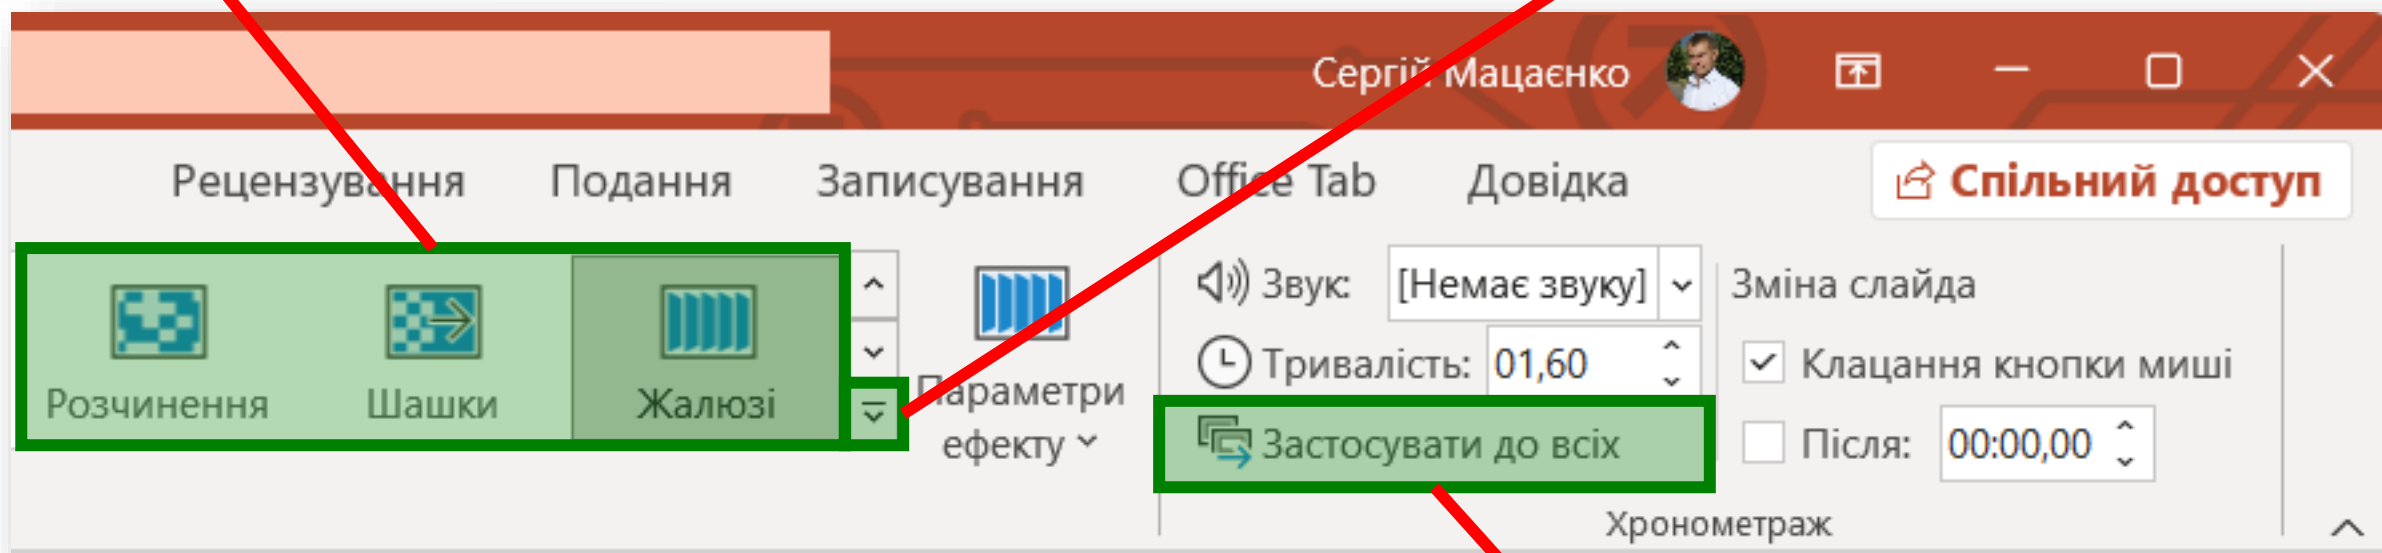 Сергій Мацаєнко
Рецензування Подання Записування Office Tab Довідка Спільний доступ
Розчинення Шашки Жалюзі
Параметри
ефекту
Звук: [Немає звуку]
Тривалість: 01,60
Застосувати до всіх
Зміна слайда
Клацання кнопки миші
Після: 00:00,00
Хронометраж